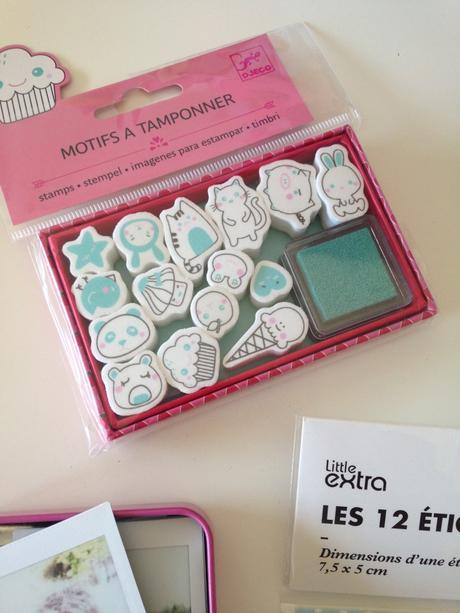 DJECO
MOTIFS À TAMPONNER
stamps • stempel • imagenes para estampar • timbri
Little
extra
LES 12 ÉTIQ
Dimensions d'une ét
7,5 x 5 cm